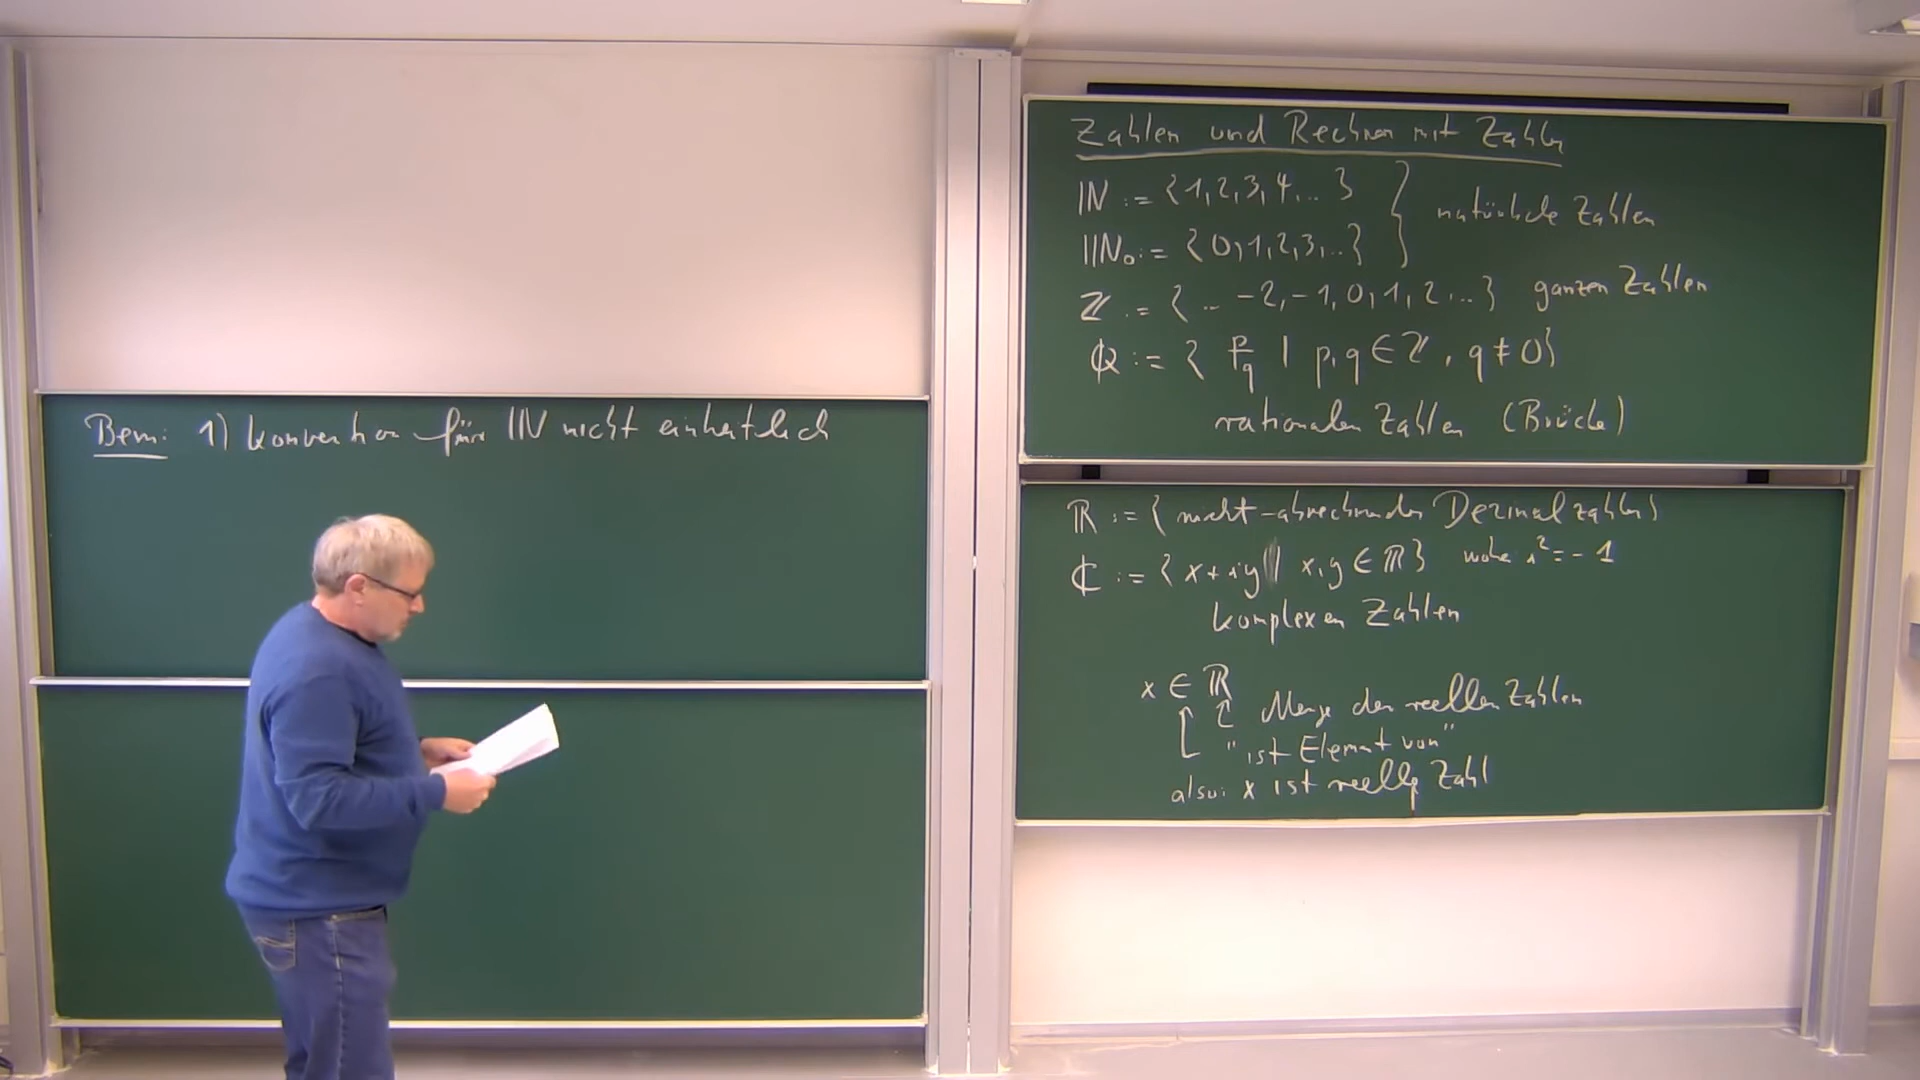 Bem: 1) Konvention für ℕ nicht einheitlich
Zahlen und Rechnen mit Zahlen
ℕ := {1,2,3,4,...}
natürliche Zahlen
ℕ₀ := {0,1,2,3,...}
ℤ := {... -2,-1,0,1,2,...} ganzen Zahlen
ℚ := { p/q | p,q ∈ ℤ, q ≠ 0}
rationalen Zahlen (Brüche)
ℝ := { nicht-abbrechenden Dezimalzahlen}
ℂ := { x+iy | x,y ∈ ℝ} wobei i² = -1
komplexen Zahlen
x ∈ ℝ
Menge der reellen Zahlen
"ist Element von"
also: x ist reelle Zahl